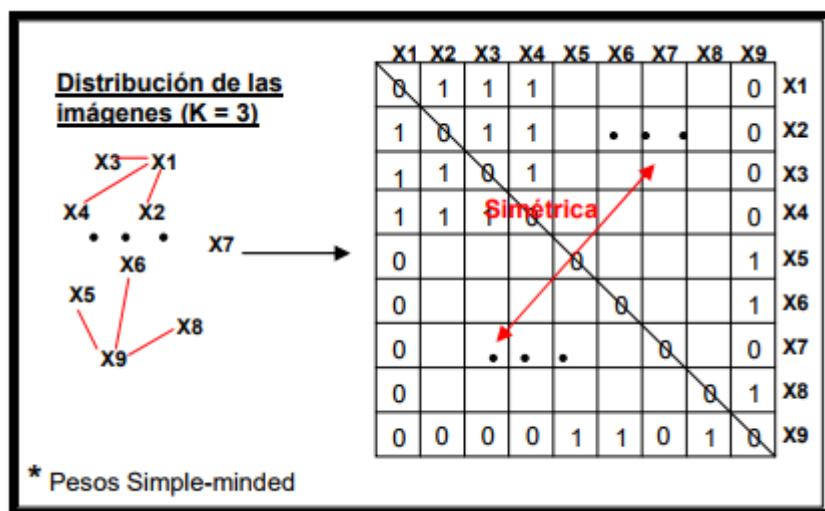 Distribución de las
imágenes (K = 3)
X3 X1
X4 X2
X7
X6
X5
X8
X9
X1 X2 X3 X4 X5 X6 X7 X8 X9
0 1 1 1 0 X1
1 0 1 1 0 X2
1 1 0 1 0 X3
1 1 1 0 0 X4
Simétrica
0 0 1 X5
0 0 1 X6
0 0 0 X7
0 0 1 X8
0 0 0 0 1 1 0 1 0 X9
* Pesos Simple-minded